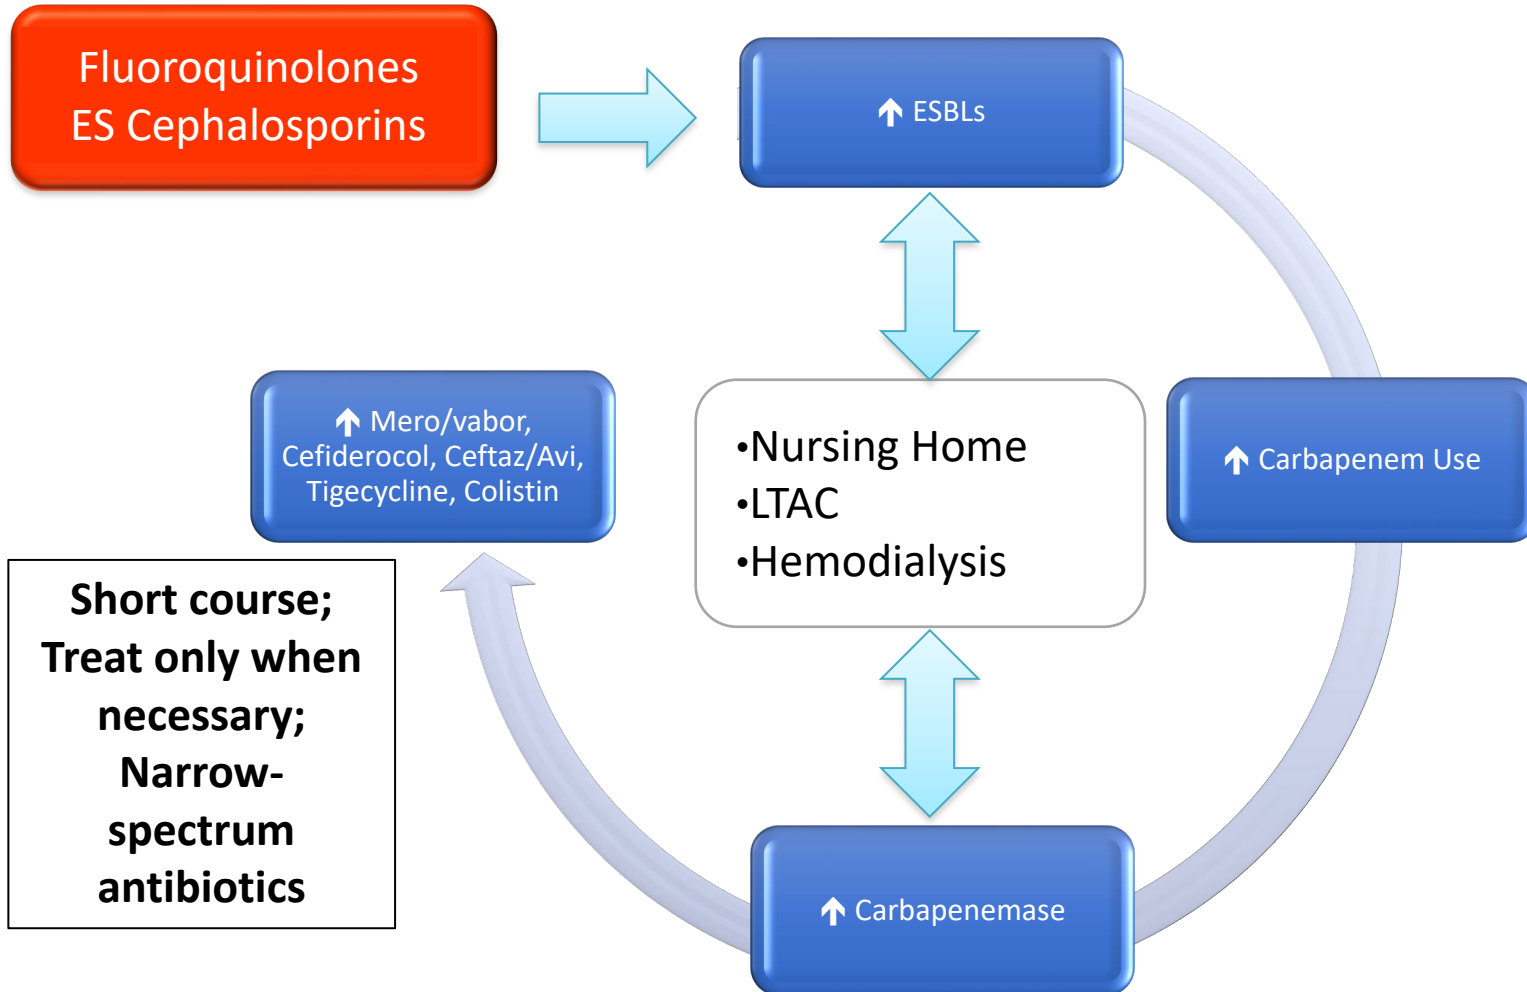 Fluoroquinolones
ES Cephalosporins
↑ ESBLs
↑ Mero/vabor,
Cefiderocol, Ceftaz/Avi,
Tigecycline, Colistin
•Nursing Home
•LTAC
•Hemodialysis
↑ Carbapenem Use
Short course;
Treat only when
necessary;
Narrow-
spectrum
antibiotics
↑ Carbapenemase